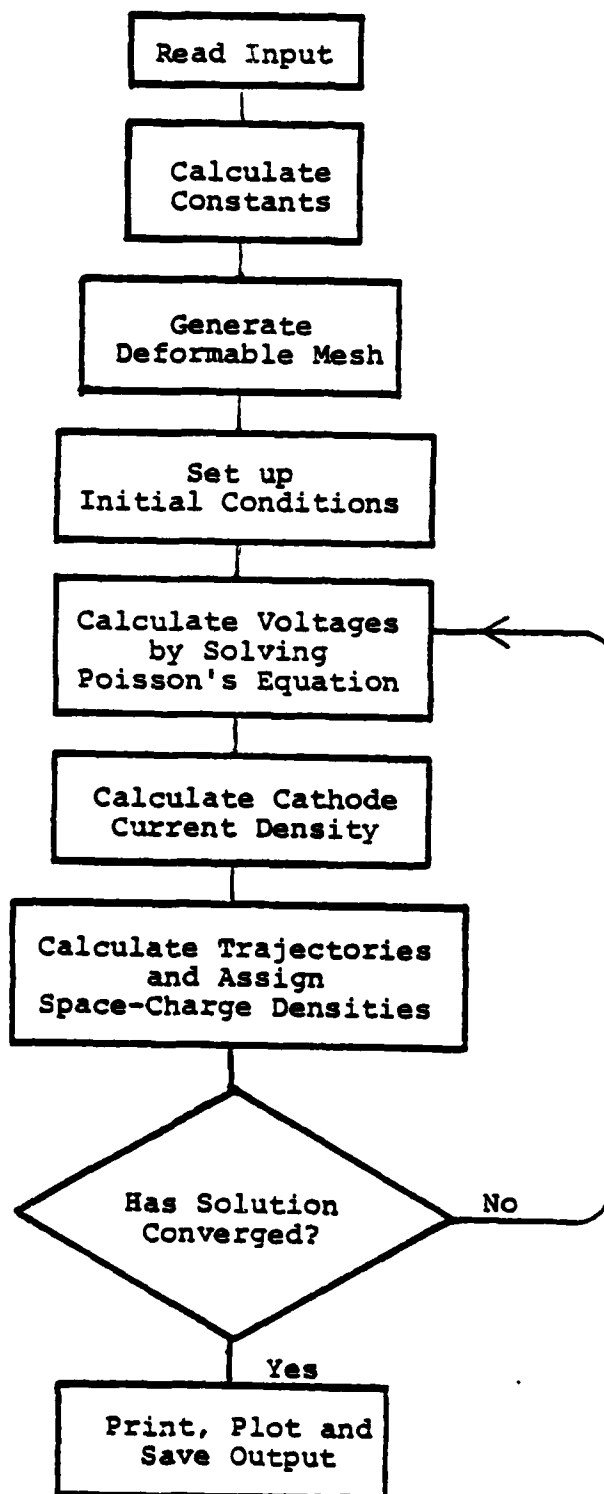 Read Input
Calculate
Constants
Generate
Deformable Mesh
Set up
Initial Conditions
Calculate Voltages
by Solving
Poisson's Equation
Calculate Cathode
Current Density
Calculate Trajectories
and Assign
Space-Charge Densities
Has Solution
Converged?
No
Yes
Print, Plot and
Save Output